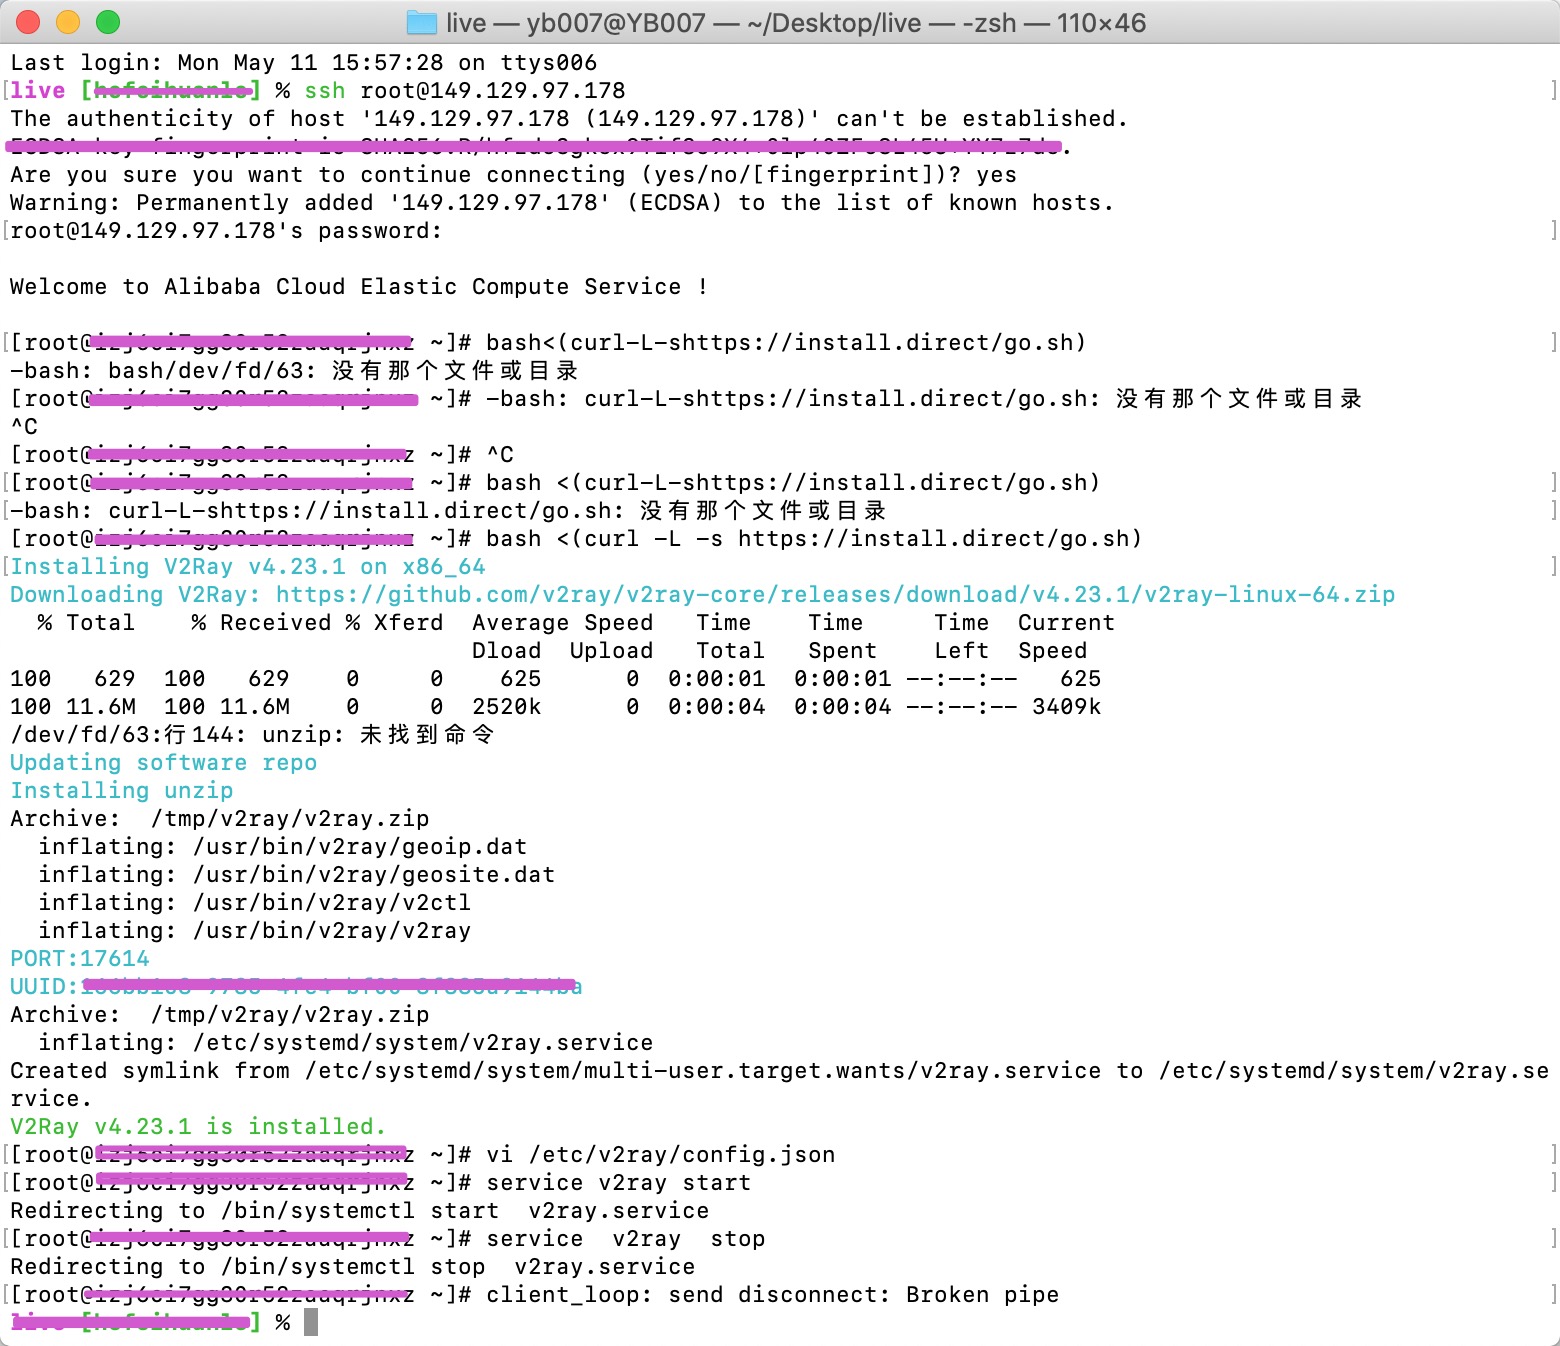 live — yb007@YB007 — ~/Desktop/live — -zsh — 110×46
Last login: Mon May 11 15:57:28 on ttys006
live [] % ssh root@149.129.97.178
The authenticity of host '149.129.97.178 (149.129.97.178)' can't be established.
Are you sure you want to continue connecting (yes/no/[fingerprint])? yes
Warning: Permanently added '149.129.97.178' (ECDSA) to the list of known hosts.
root@149.129.97.178's password:
Welcome to Alibaba Cloud Elastic Compute Service !
[root@ ~]# bash<(curl-L-shttps://install.direct/go.sh)
-bash: bash/dev/fd/63: 没有那个文件或目录
[root@ ~]# -bash: curl-L-shttps://install.direct/go.sh: 没有那个文件或目录
^C
[root@ ~]# ^C
[root@ ~]# bash <(curl-L-shttps://install.direct/go.sh)
-bash: curl-L-shttps://install.direct/go.sh: 没有那个文件或目录
[root@ ~]# bash <(curl -L -s https://install.direct/go.sh)
Installing V2Ray v4.23.1 on x86_64
Downloading V2Ray: https://github.com/v2ray/v2ray-core/releases/download/v4.23.1/v2ray-linux-64.zip
% Total % Received % Xferd Average Speed Time Time Time Current
Dload Upload Total Spent Left Speed
100 629 100 629 0 0 625 0 0:00:01 0:00:01 --:--:-- 625
100 11.6M 100 11.6M 0 0 2520k 0 0:00:04 0:00:04 --:--:-- 3409k
/dev/fd/63:行144: unzip: 未找到命令
Updating software repo
Installing unzip
Archive: /tmp/v2ray/v2ray.zip
inflating: /usr/bin/v2ray/geoip.dat
inflating: /usr/bin/v2ray/geosite.dat
inflating: /usr/bin/v2ray/v2ctl
inflating: /usr/bin/v2ray/v2ray
PORT:17614
UUID:
Archive: /tmp/v2ray/v2ray.zip
inflating: /etc/systemd/system/v2ray.service
Created symlink from /etc/systemd/system/multi-user.target.wants/v2ray.service to /etc/systemd/system/v2ray.se
rvice.
V2Ray v4.23.1 is installed.
[root@ ~]# vi /etc/v2ray/config.json
[root@ ~]# service v2ray start
Redirecting to /bin/systemctl start v2ray.service
[root@ ~]# service v2ray stop
Redirecting to /bin/systemctl stop v2ray.service
[root@ ~]# client_loop: send disconnect: Broken pipe
[] %